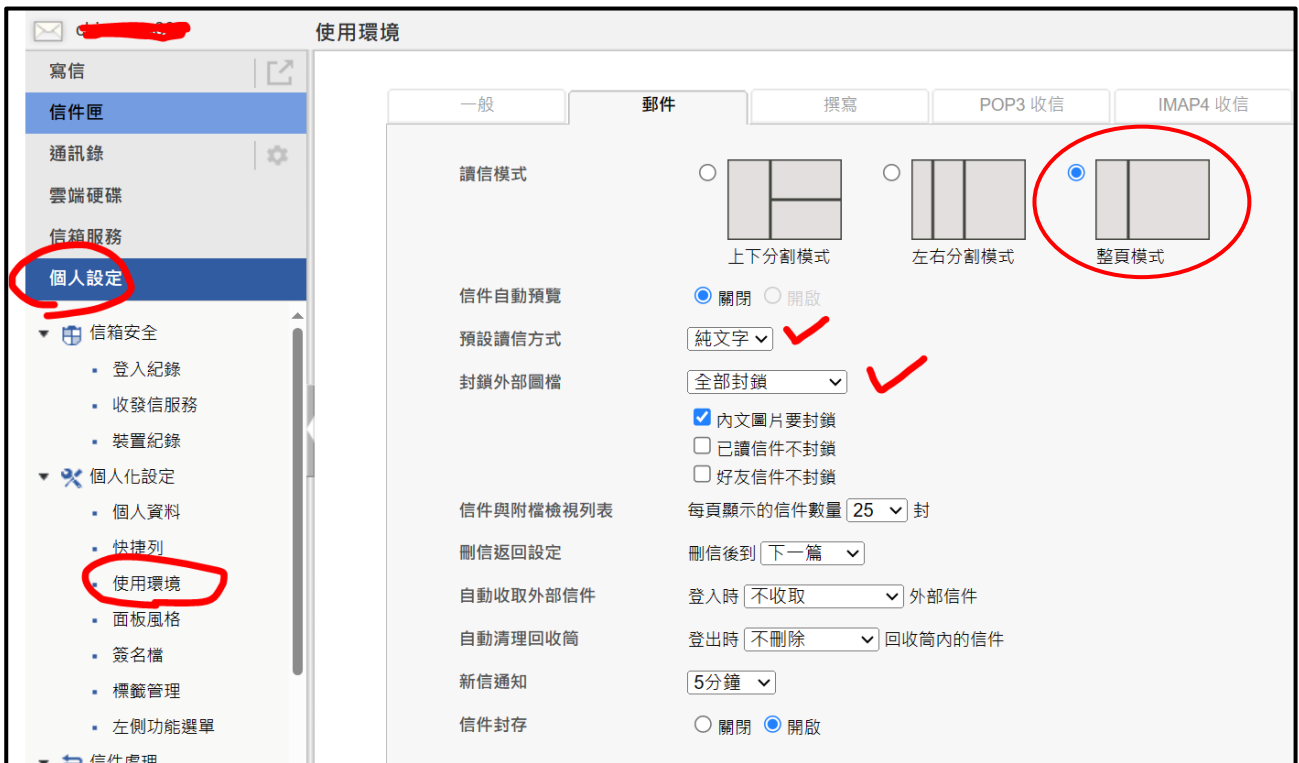 使用環境
寫信
信件匣
通訊錄
雲端硬碟
信箱服務
個人設定
信箱安全
登入紀錄
收發信服務
裝置紀錄
個人化設定
個人資料
快捷列
使用環境
面板風格
簽名檔
標籤管理
左側功能選單
信件處理
一般 郵件 撰寫 POP3 收信 IMAP4 收信
讀信模式
上下分割模式 左右分割模式 整頁模式
信件自動預覽 關閉 開啟
預設讀信方式 純文字
封鎖外部圖檔 全部封鎖
內文圖片要封鎖
已讀信件不封鎖
好友信件不封鎖
信件與附檔檢視列表 每頁顯示的信件數量 25 封
刪信返回設定 刪信後到 下一篇
自動收取外部信件 登入時 不收取 外部信件
自動清理回收筒 登出時 不刪除 回收筒內的信件
新信通知 5分鐘
信件封存 關閉 開啟